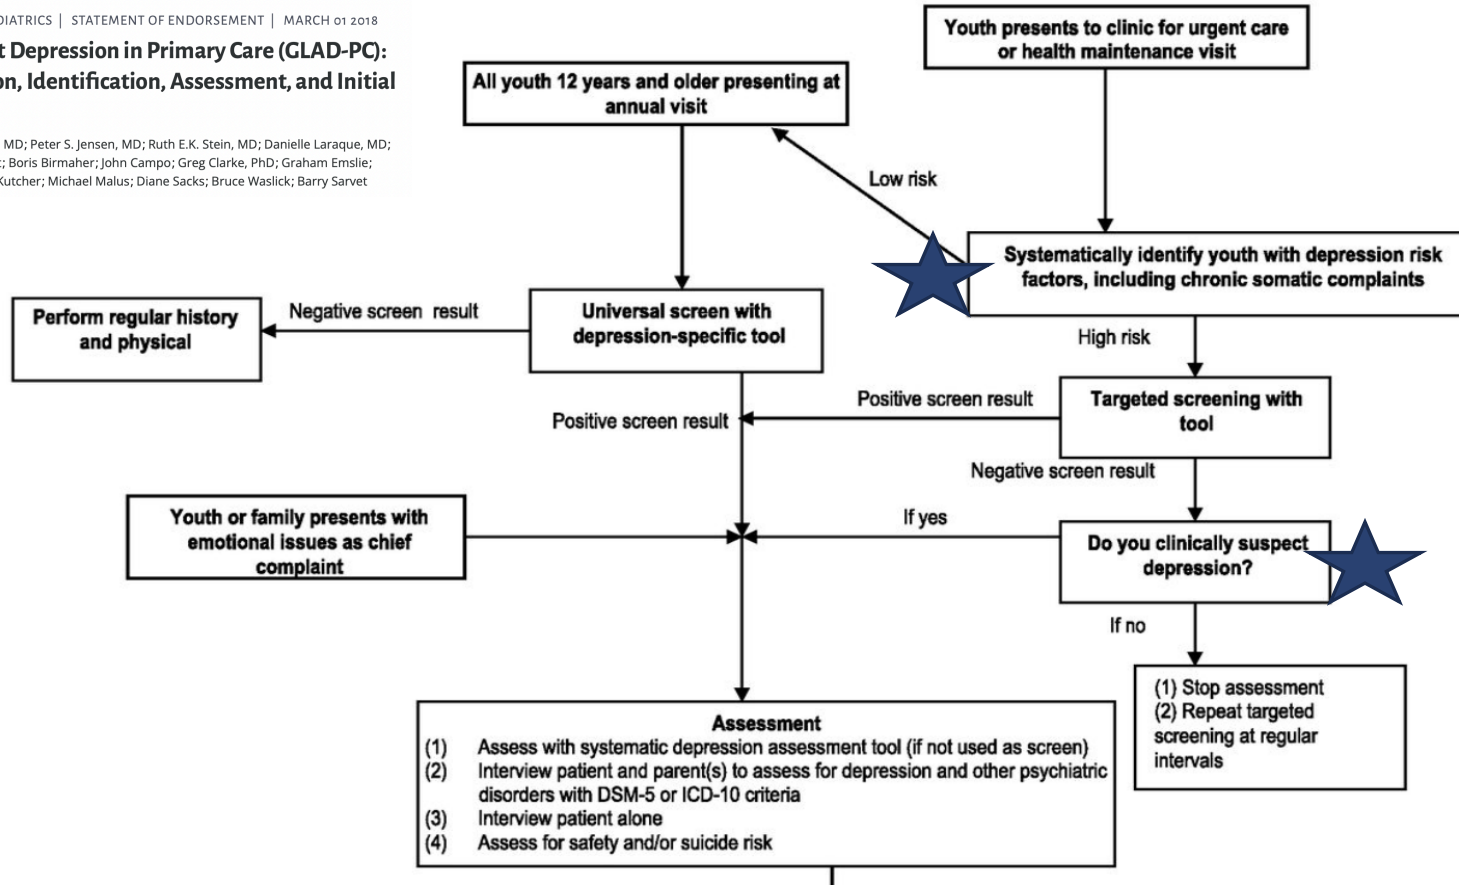 DIATRICS | STATEMENT OF ENDORSEMENT | MARCH 01 2018
t Depression in Primary Care (GLAD-PC):
on, Identification, Assessment, and Initial
MD; Peter S. Jensen, MD; Ruth E.K. Stein, MD; Danielle Laraque, MD;
; Boris Birmaher; John Campo; Greg Clarke, PhD; Graham Emslie;
Kutcher; Michael Malus; Diane Sacks; Bruce Waslick; Barry Sarvet
Youth presents to clinic for urgent care
or health maintenance visit
All youth 12 years and older presenting at
annual visit
Low risk
Systematically identify youth with depression risk
factors, including chronic somatic complaints
Perform regular history
and physical
Negative screen result
Universal screen with
depression-specific tool
High risk
Positive screen result
Positive screen result
Targeted screening with
tool
Negative screen result
Youth or family presents with
emotional issues as chief
complaint
If yes
Do you clinically suspect
depression?
If no
(1) Stop assessment
(2) Repeat targeted
screening at regular
intervals
Assessment
(1) Assess with systematic depression assessment tool (if not used as screen)
(2) Interview patient and parent(s) to assess for depression and other psychiatric
disorders with DSM-5 or ICD-10 criteria
(3) Interview patient alone
(4) Assess for safety and/or suicide risk